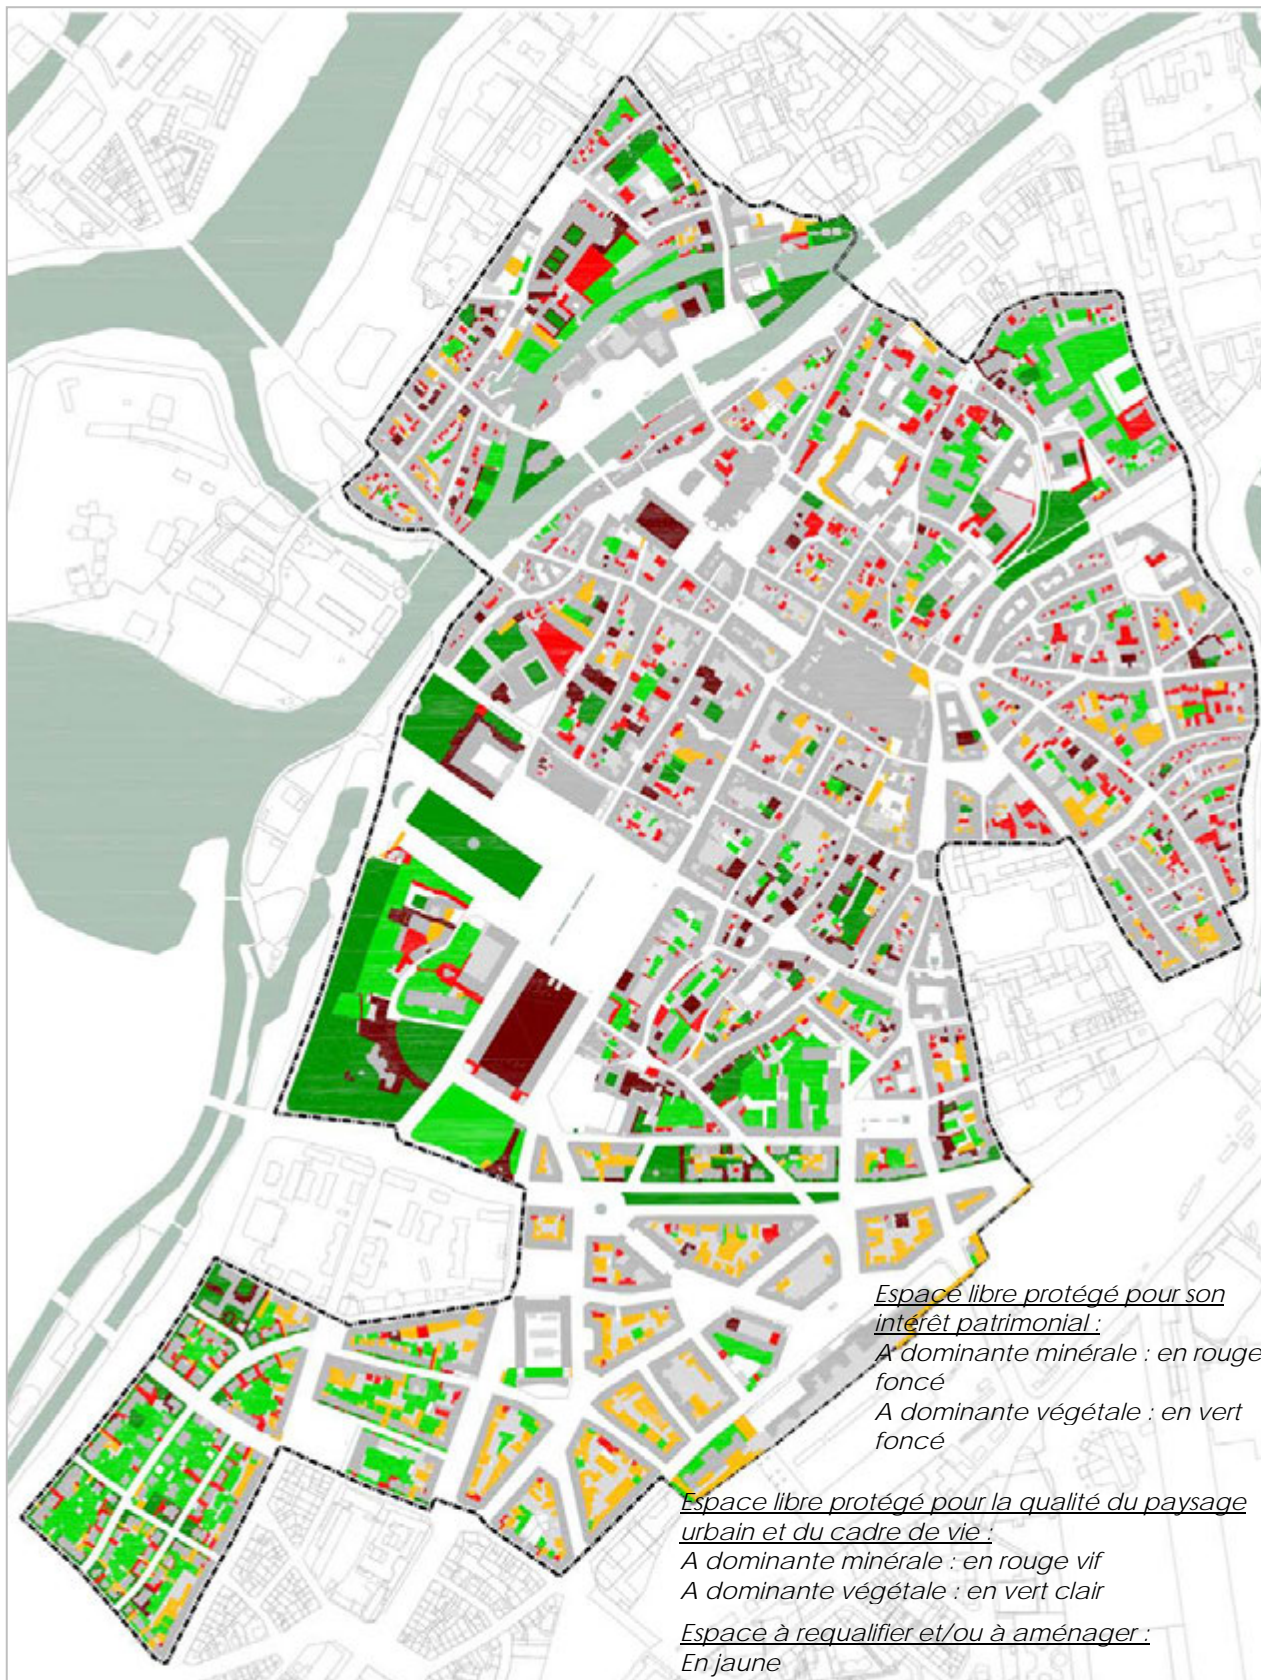 Espace libre protégé pour son
intérêt patrimonial :
A dominante minérale : en rouge
foncé
A dominante végétale : en vert
foncé
Espace libre protégé pour la qualité du paysage
urbain et du cadre de vie :
A dominante minérale : en rouge vif
A dominante végétale : en vert clair
Espace à requalifier et/ou à aménager :
En jaune